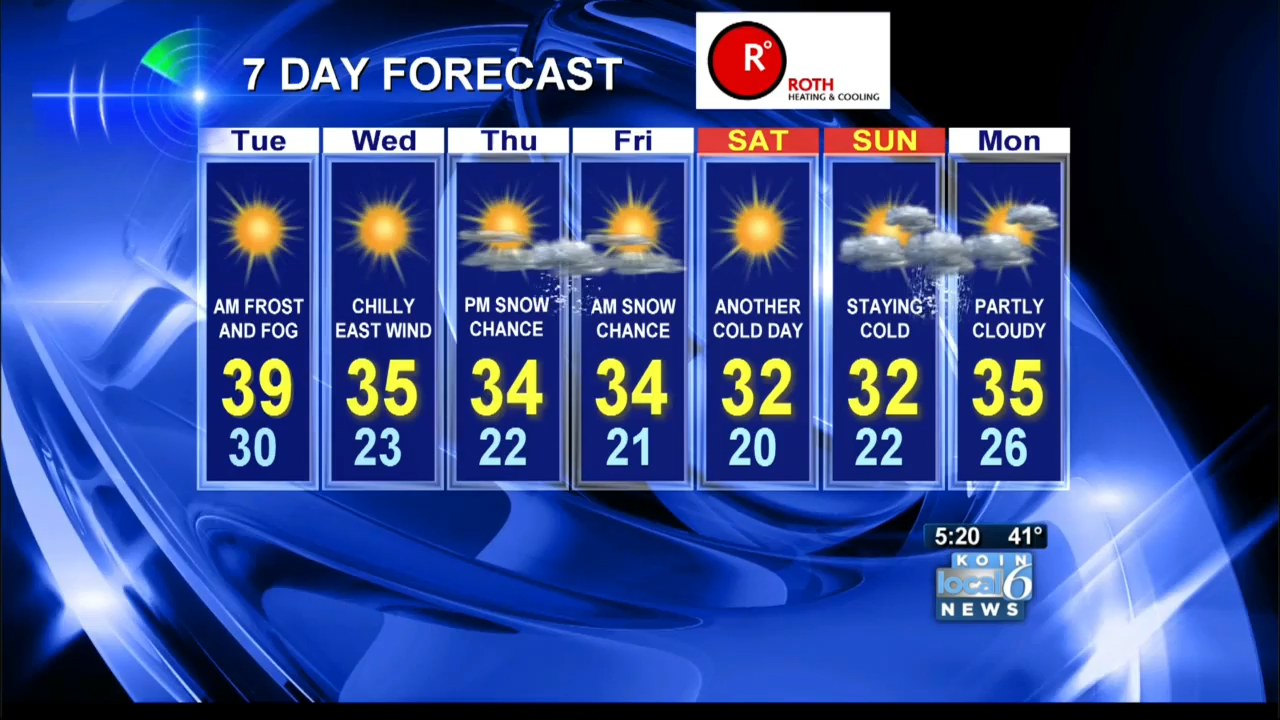 7 DAY FORECAST
R°
ROTH
HEATING & COOLING
Tue Wed Thu Fri SAT SUN Mon
AM FROST
AND FOG
39
30
CHILLY
EAST WIND
35
23
PM SNOW
CHANCE
34
22
AM SNOW
CHANCE
34
21
ANOTHER
COLD DAY
32
20
STAYING
COLD
32
22
PARTLY
CLOUDY
35
26
5:20 41°
KOIN
local 6
NEWS